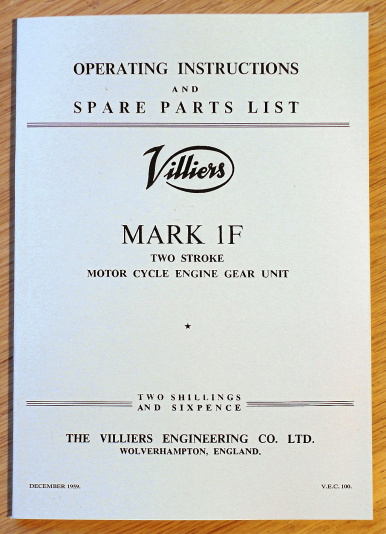 OPERATING INSTRUCTIONS
AND
SPARE PARTS LIST
Villiers
MARK 1F
TWO STROKE
MOTOR CYCLE ENGINE GEAR UNIT
TWO SHILLINGS
AND SIXPENCE
THE VILLIERS ENGINEERING CO. LTD.
WOLVERHAMPTON, ENGLAND.
DECEMBER 1959. V.E.C. 100.